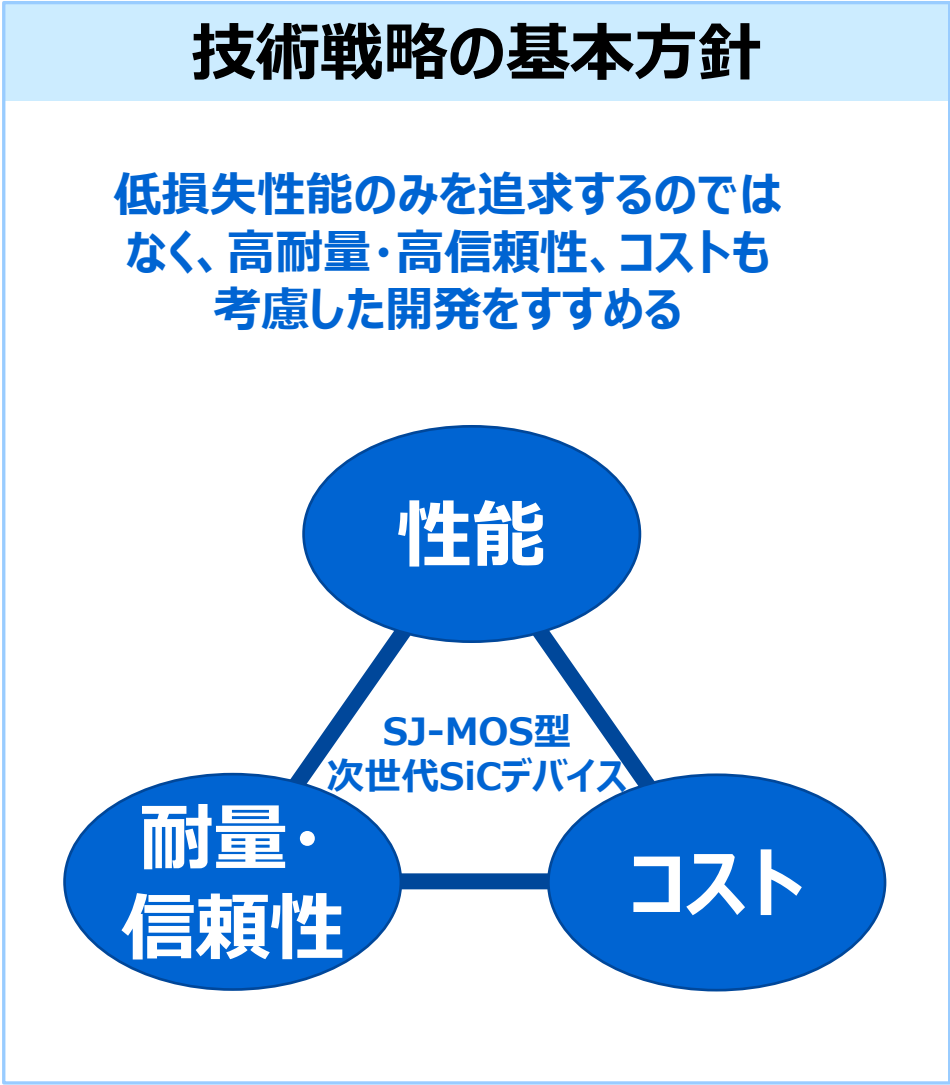 技術戦略の基本方針
低損失性能のみを追求するのでは
なく、高耐量・高信頼性、コストも
考慮した開発をすすめる
性能
SJ-MOS型
次世代SiCデバイス
耐量・
信頼性
コスト